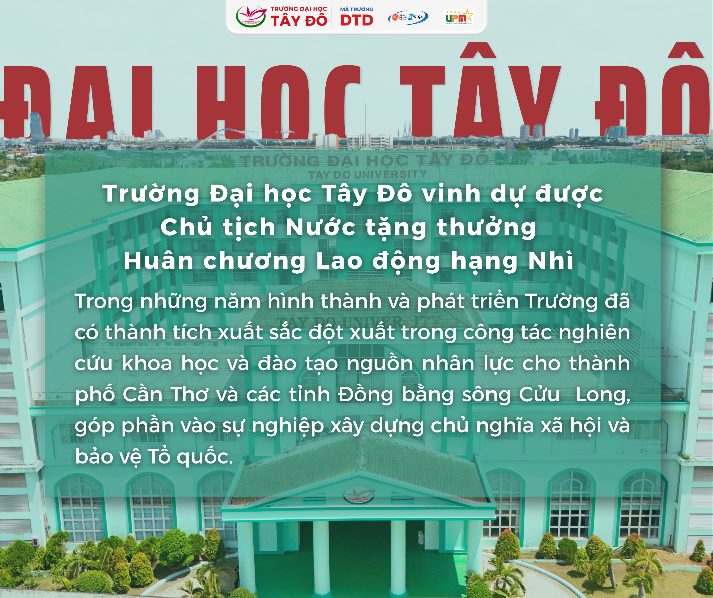 TRƯỜNG ĐẠI HỌC
TÂY ĐÔ
MÃ TRƯỜNG
DTD
UPM
ĐẠI HỌC TÂY ĐÔ
TRƯỜNG ĐẠI HỌC TÂY ĐÔ
TAY DO UNIVERSITY
Trường Đại học Tây Đô vinh dự được
Chủ tịch Nước tặng thưởng
Huân chương Lao động hạng Nhì
TAY DO UNIVERSITY
Trong những năm hình thành và phát triển Trường đã
có thành tích xuất sắc đột xuất trong công tác nghiên
cứu khoa học và đào tạo nguồn nhân lực cho thành
phố Cần Thơ và các tỉnh Đồng bằng sông Cửu Long,
góp phần vào sự nghiệp xây dựng chủ nghĩa xã hội và
bảo vệ Tổ quốc.